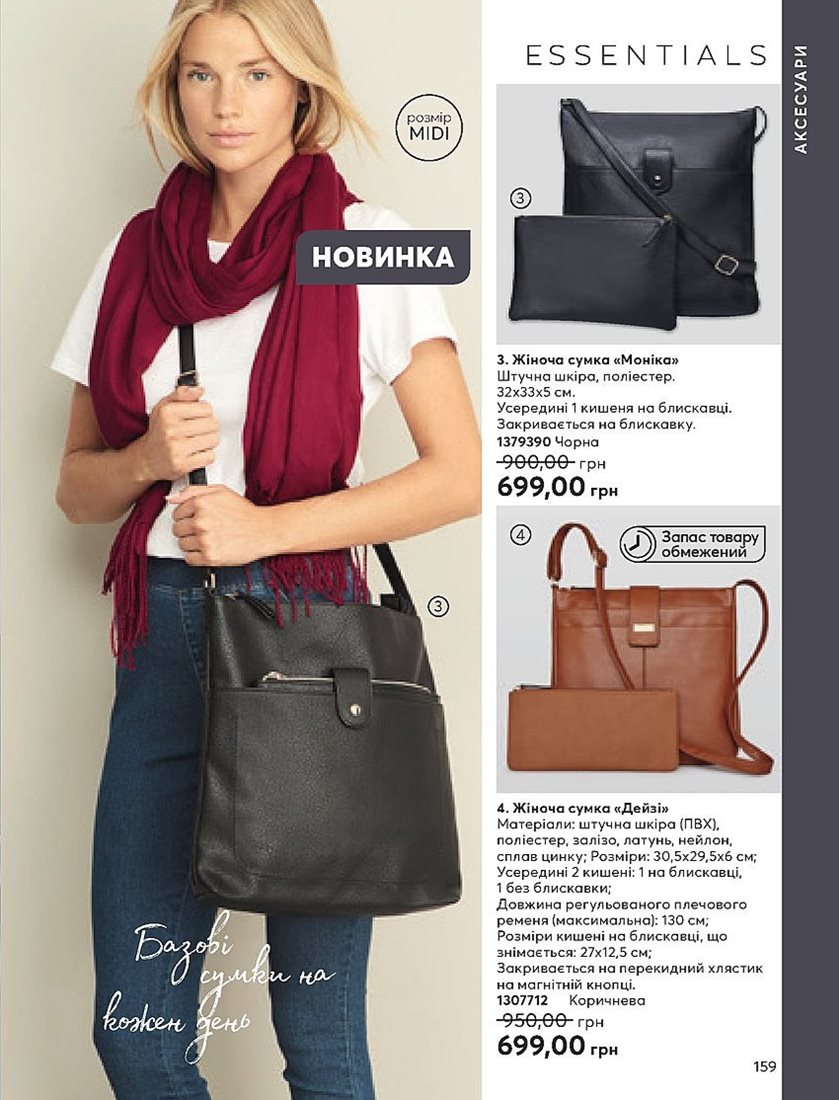 ESSENTIALS
АКСЕСУАРИ
розмір
MIDI
НОВИНКА
3
3
Базові
сумки на
кожен день
3. Жіноча сумка «Моніка»
Штучна шкіра, поліестер.
32х33х5 см.
Усередині 1 кишеня на блискавці.
Закривається на блискавку.
1379390 Чорна
900,00 грн
699,00 грн
4
Запас товару
обмежений
4. Жіноча сумка «Дейзі»
Матеріали: штучна шкіра (ПВХ),
поліестер, залізо, латунь, нейлон,
сплав цинку; Розміри: 30,5х29,5х6 см;
Усередині 2 кишені: 1 на блискавці,
1 без блискавки;
Довжина регульованого плечового
ременя (максимальна): 130 см;
Розміри кишені на блискавці, що
знімається: 27х12,5 см;
Закривається на перекидний хлястик
на магнітній кнопці.
1307712 Коричнева
950,00 грн
699,00 грн
159